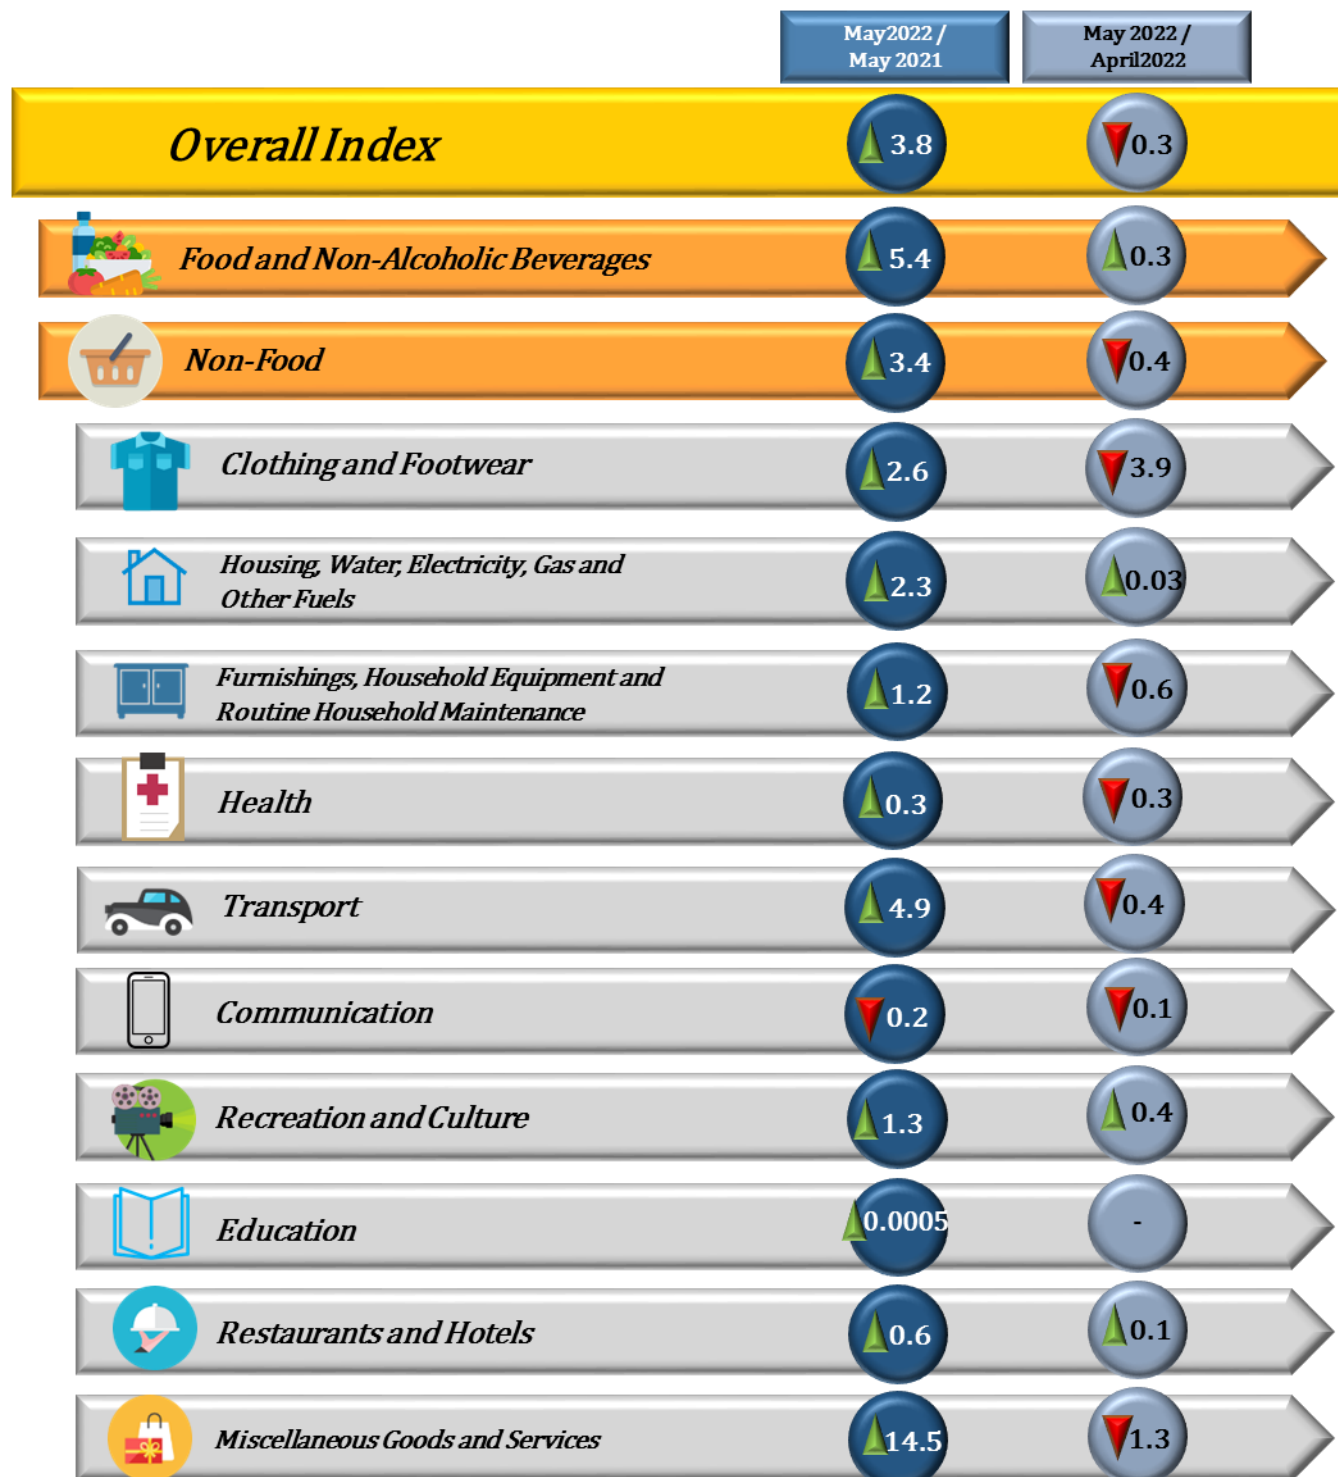 May2022 /
May 2021
May 2022 /
April2022
Overall Index
3.8
0.3
Food and Non-Alcoholic Beverages
5.4
0.3
Non-Food
3.4
0.4
Clothing and Footwear
2.6
3.9
Housing, Water, Electricity, Gas and
Other Fuels
2.3
0.03
Furnishings, Household Equipment and
Routine Household Maintenance
1.2
0.6
Health
0.3
0.3
Transport
4.9
0.4
Communication
0.2
0.1
Recreation and Culture
1.3
0.4
Education
0.0005
-
Restaurants and Hotels
0.6
0.1
Miscellaneous Goods and Services
14.5
1.3